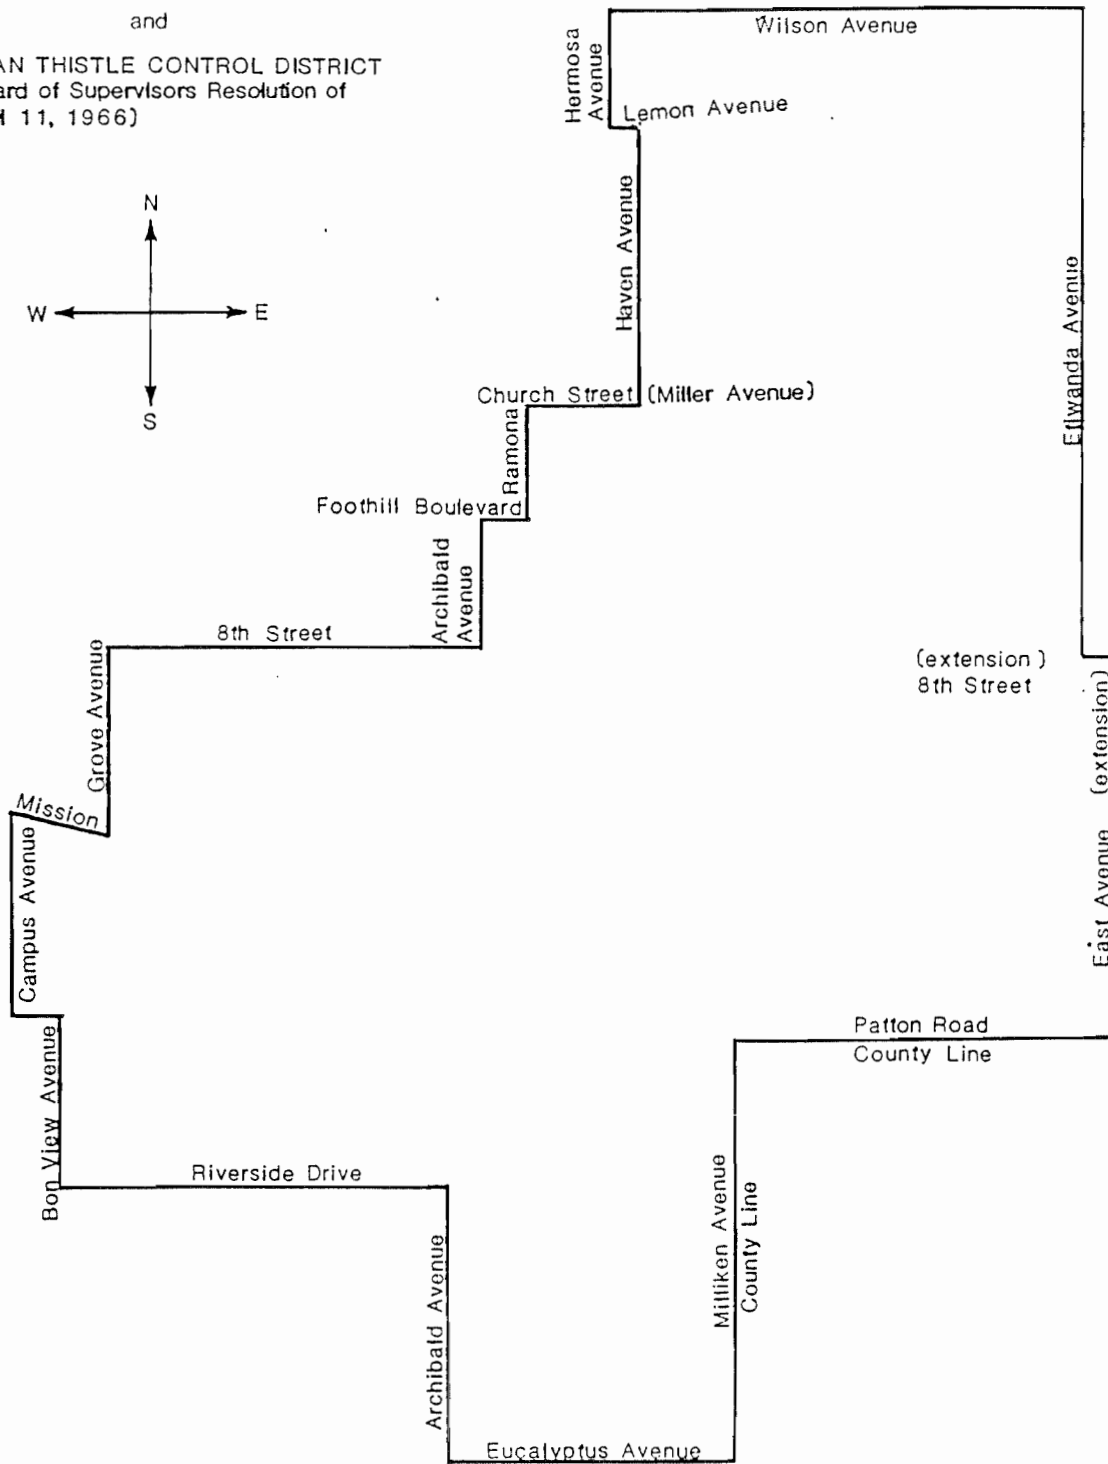 and
AN THISTLE CONTROL DISTRICT
ard of Supervisors Resolution of
11, 1966)
Wilson Avenue
Hermosa
Avenue
Lemon Avenue
N
W
E
S
Haven Avenue
Etiwanda Avenue
Church Street (Miller Avenue)
Ramona
Foothill Boulevard
Archibald
Avenue
8th Street
(extension)
8th Street
Grove Avenue
East Avenue (extension)
Mission
Campus Avenue
Patton Road
County Line
Bon View Avenue
Riverside Drive
Milliken Avenue
County Line
Archibald Avenue
Eucalyptus Avenue